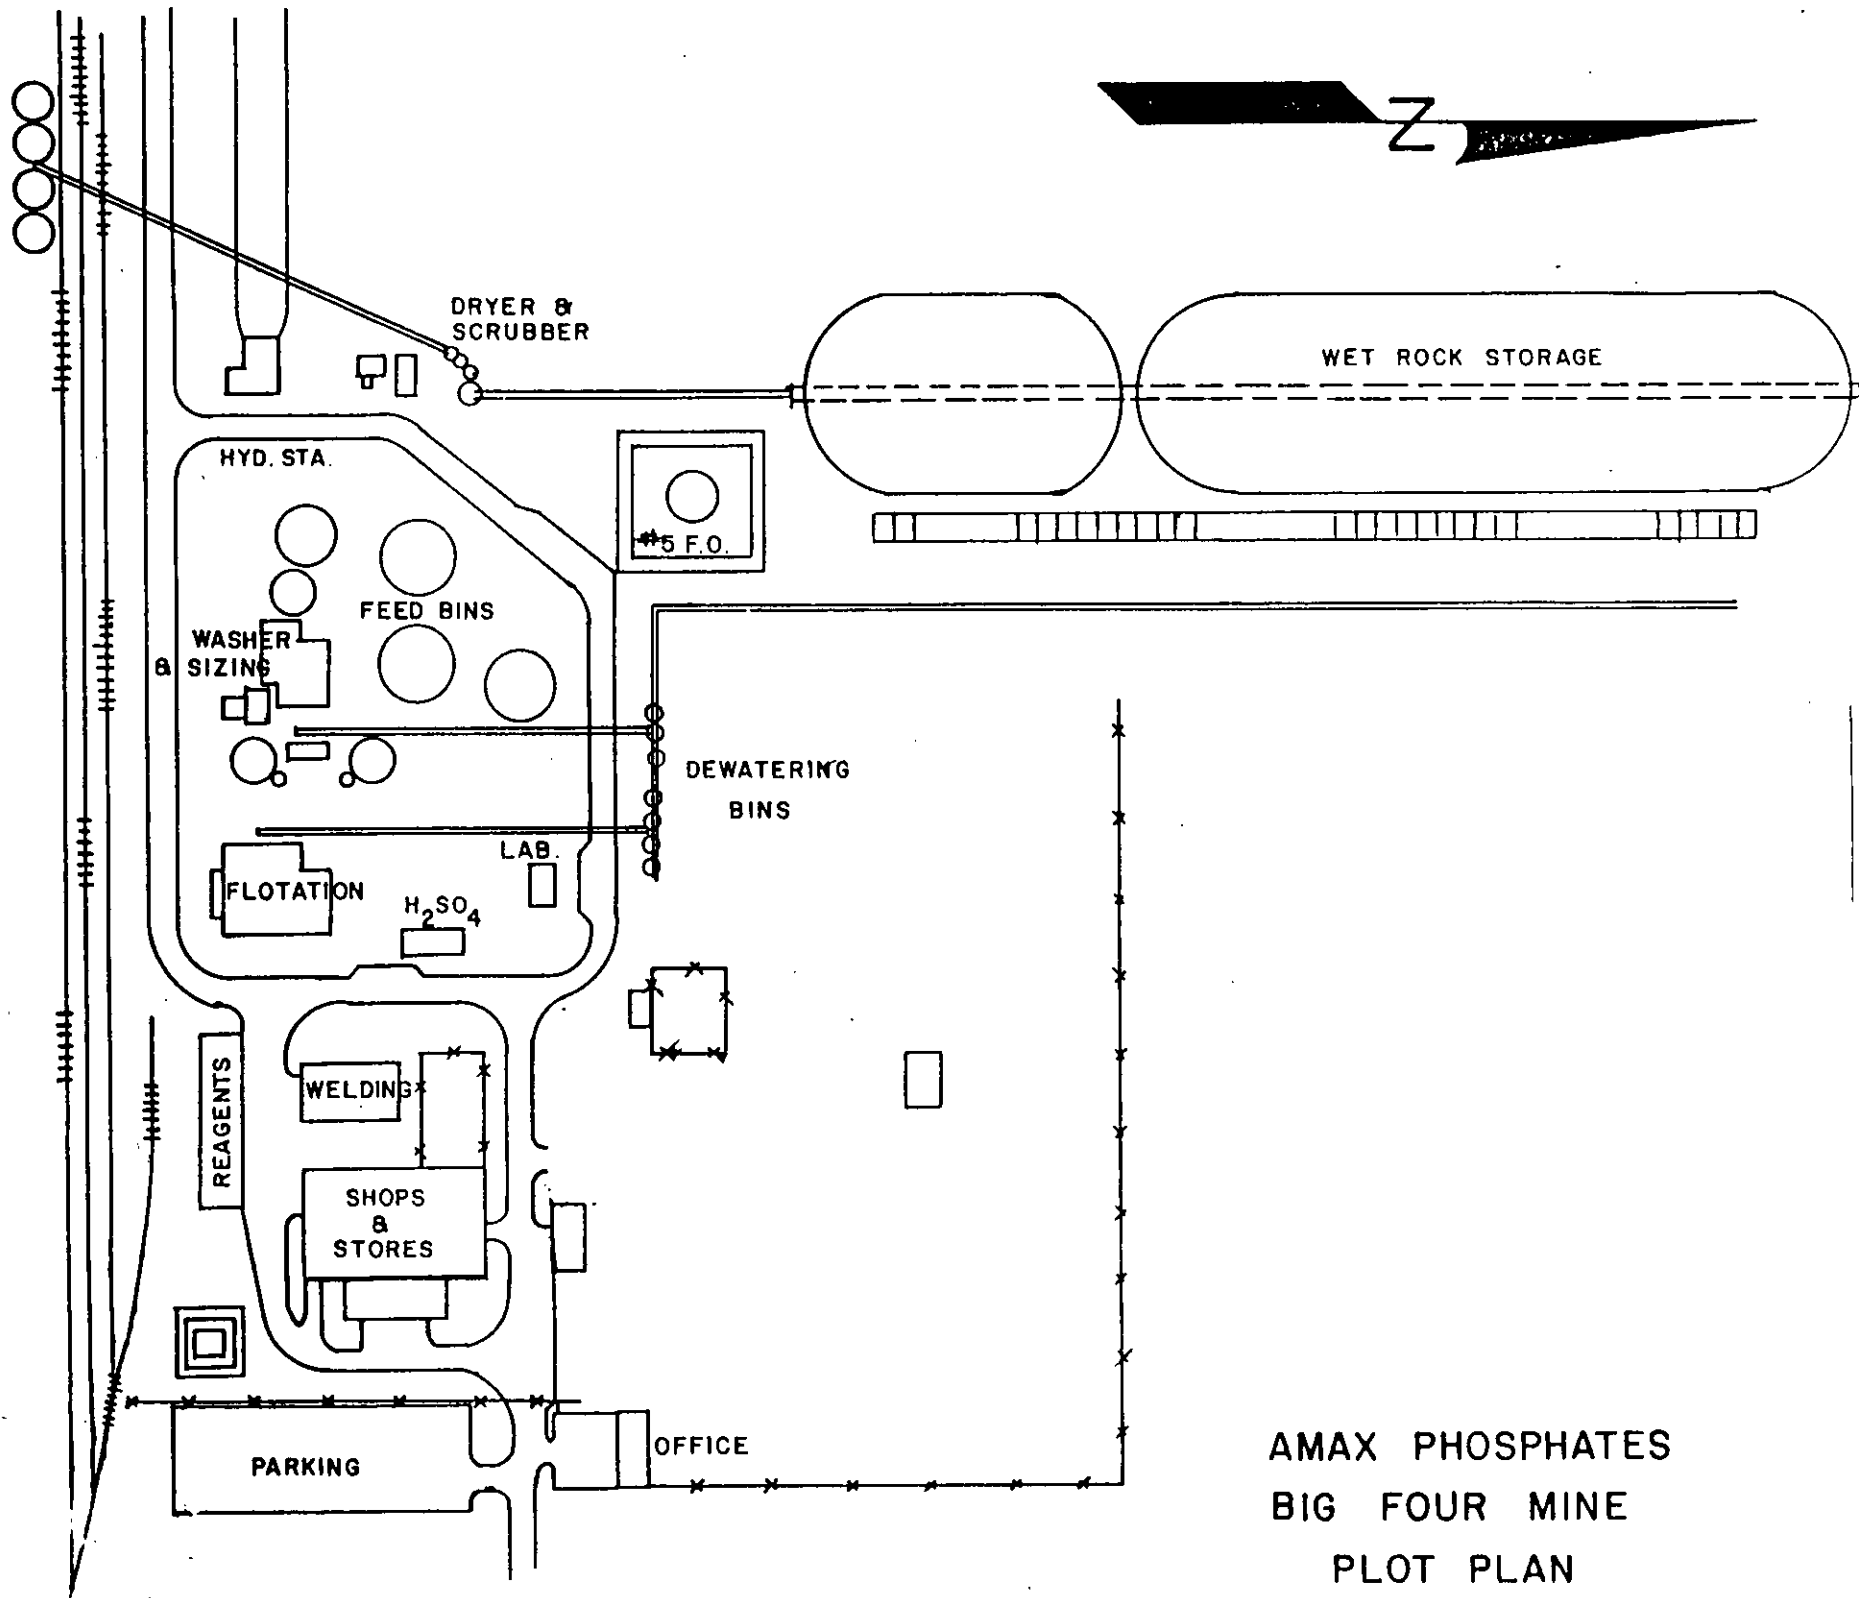 N
DRYER &
SCRUBBER
WET ROCK STORAGE
HYD. STA.
#5 F.O.
FEED BINS
WASHER
& SIZING
DEWATERING
BINS
LAB.
FLOTATION
H2SO4
WELDING
REAGENTS
SHOPS
&
STORES
OFFICE
PARKING
AMAX PHOSPHATES
BIG FOUR MINE
PLOT PLAN